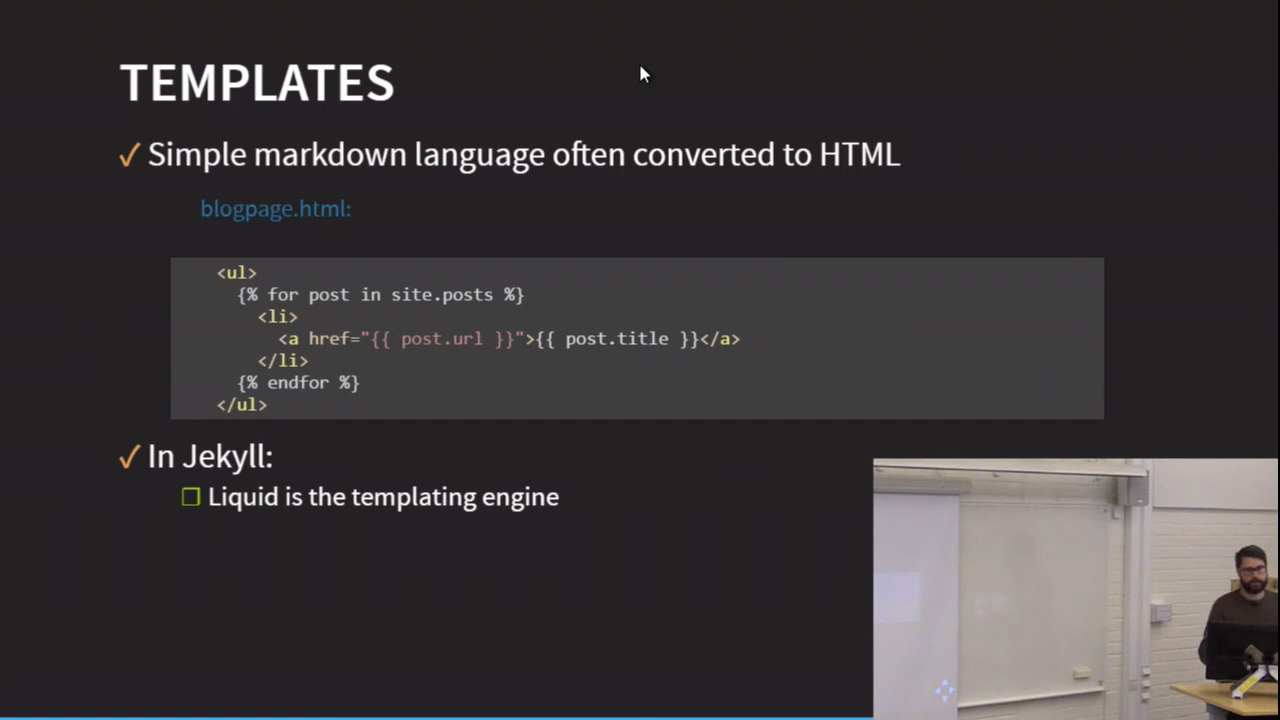 TEMPLATES
✓ Simple markdown language often converted to HTML
blogpage.html:
<ul>
  {% for post in site.posts %}
    <li>
      <a href="{{ post.url }}">{{ post.title }}</a>
    </li>
  {% endfor %}
</ul>
✓ In Jekyll:
❐ Liquid is the templating engine